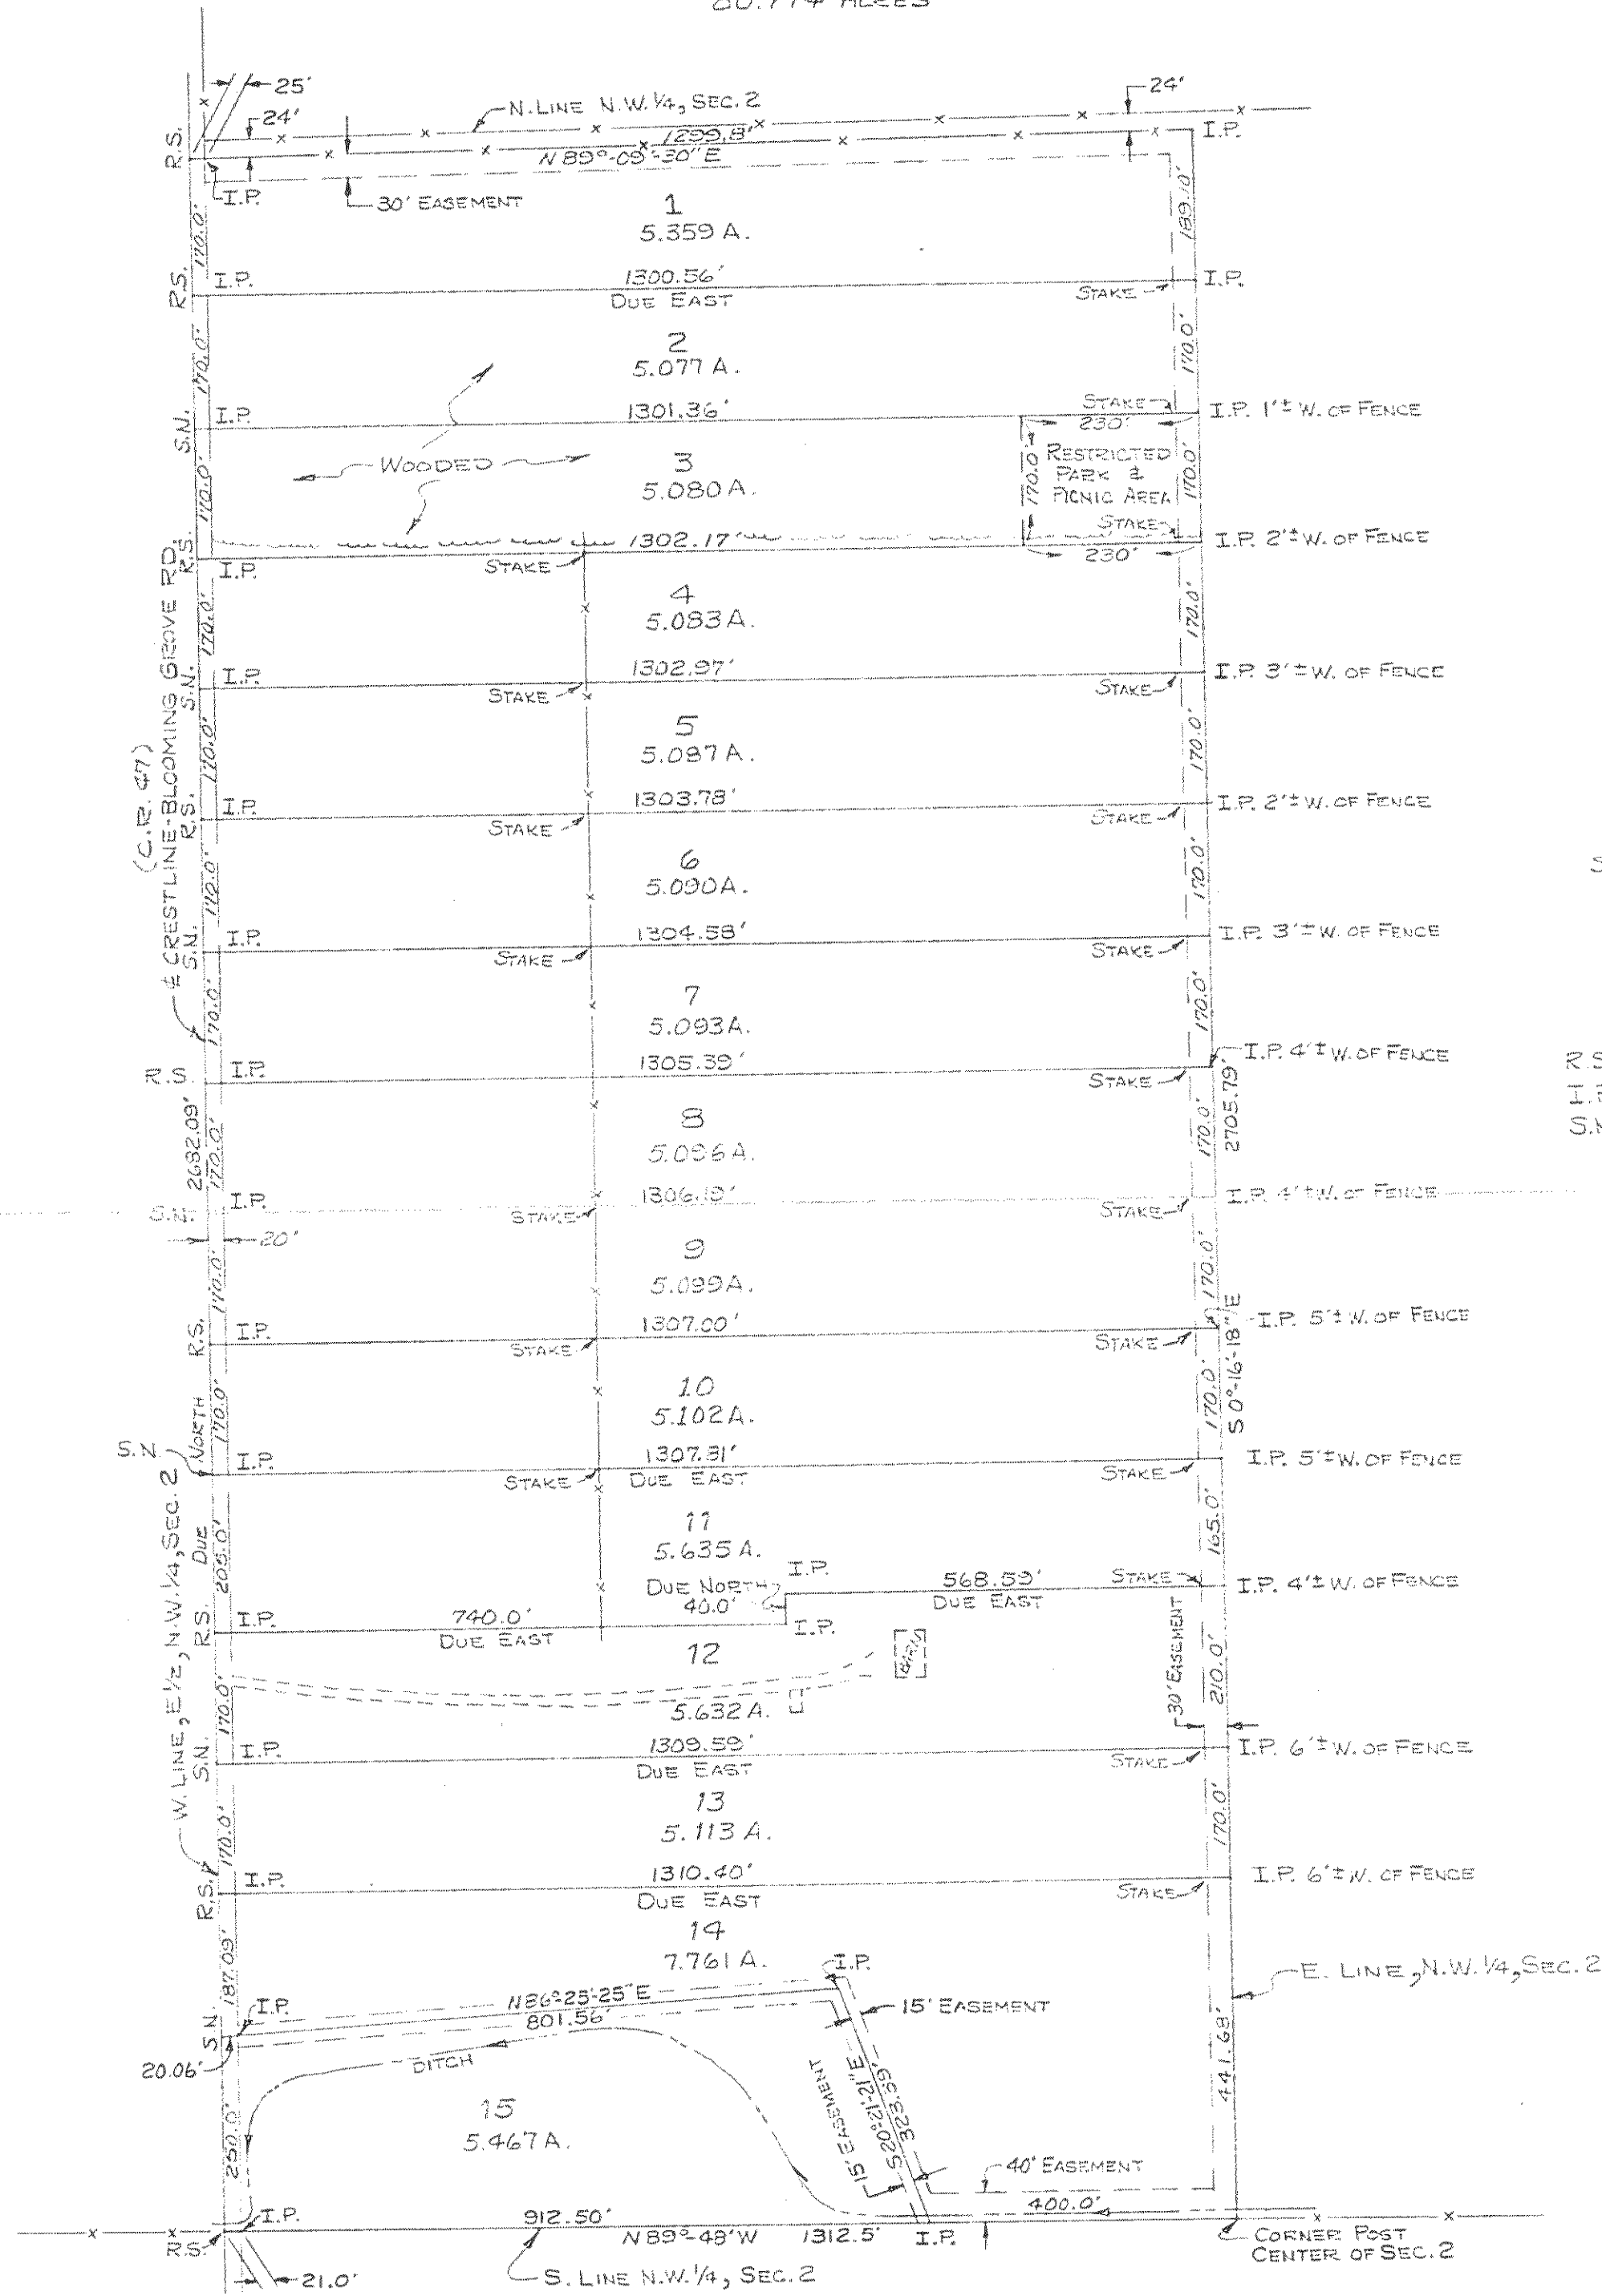 25'
24'
N. LINE N.W. 1/4, SEC. 2
24'
1299.8'
N 89°-09'-30" E
R.S.
I.P.
I.P.
30' EASEMENT
1
5.359 A.
170.0'
189.10'
R.S.
I.P.
1300.56'
DUE EAST
STAKE
I.P.
2
5.077 A.
170.0'
170.0'
S.N.
I.P.
1301.36'
STAKE
230'
I.P. 1'± W. OF FENCE
WOODED
3
5.080 A.
170.0'
170.0'
RESTRICTED
PARK &
PICNIC AREA
170.0'
R.S.
I.P.
1302.17'
STAKE
STAKE
230'
I.P. 2'± W. OF FENCE
4
5.083 A.
170.0'
170.0'
S.N.
I.P.
1302.97'
STAKE
STAKE
I.P. 3'± W. OF FENCE
5
5.087 A.
170.0'
170.0'
(C.R. 47)
℄ CRESTLINE-BLOOMING GROVE RD.
R.S.
I.P.
1303.78'
STAKE
STAKE
I.P. 2'± W. OF FENCE
6
5.090 A.
170.0'
170.0'
S.N.
I.P.
1304.58'
STAKE
STAKE
I.P. 3'± W. OF FENCE
7
5.093 A.
170.0'
170.0'
R.S.
I.P.
1305.39'
STAKE
I.P. 4'± W. OF FENCE
R.S
8
5.096 A.
2682.09'
170.0'
170.0'
2705.79'
S.N.
I.P.
1306.19'
STAKE
STAKE
I.P. 4'± W. OF FENCE
20'
9
5.099 A.
170.0'
170.0'
R.S.
I.P.
1307.00'
STAKE
STAKE
I.P. 5'± W. OF FENCE
S 0°-16'-18" E
10
5.102 A.
DUE NORTH
170.0'
170.0'
S.N.
I.P.
1307.81'
DUE EAST
STAKE
STAKE
I.P. 5'± W. OF FENCE
11
5.635 A.
205.0'
165.0'
DUE NORTH
40.0'
I.P.
568.59'
DUE EAST
STAKE
I.P. 4'± W. OF FENCE
R.S.
I.P.
740.0'
DUE EAST
I.P.
12
5.632 A.
170.0'
30' EASEMENT
210.0'
W. LINE, E 1/2, N.W. 1/4, SEC. 2
S.N.
I.P.
1309.59'
DUE EAST
STAKE
I.P. 6'± W. OF FENCE
13
5.113 A.
170.0'
170.0'
R.S.
I.P.
1310.40'
DUE EAST
STAKE
I.P. 6'± W. OF FENCE
14
7.761 A.
187.09'
I.P.
E. LINE, N.W. 1/4, SEC. 2
S.N.
I.P.
N86°-25'-25" E
801.56'
15' EASEMENT
20.06'
DITCH
15' EASEMENT
S20°-21'-21" E
323.59'
441.68'
15
5.467 A.
250.0'
40' EASEMENT
400.0'
R.S.
I.P.
912.50'
N 89°-48' W
1312.5'
I.P.
CORNER POST
CENTER OF SEC. 2
21.0'
S. LINE N.W. 1/4, SEC. 2